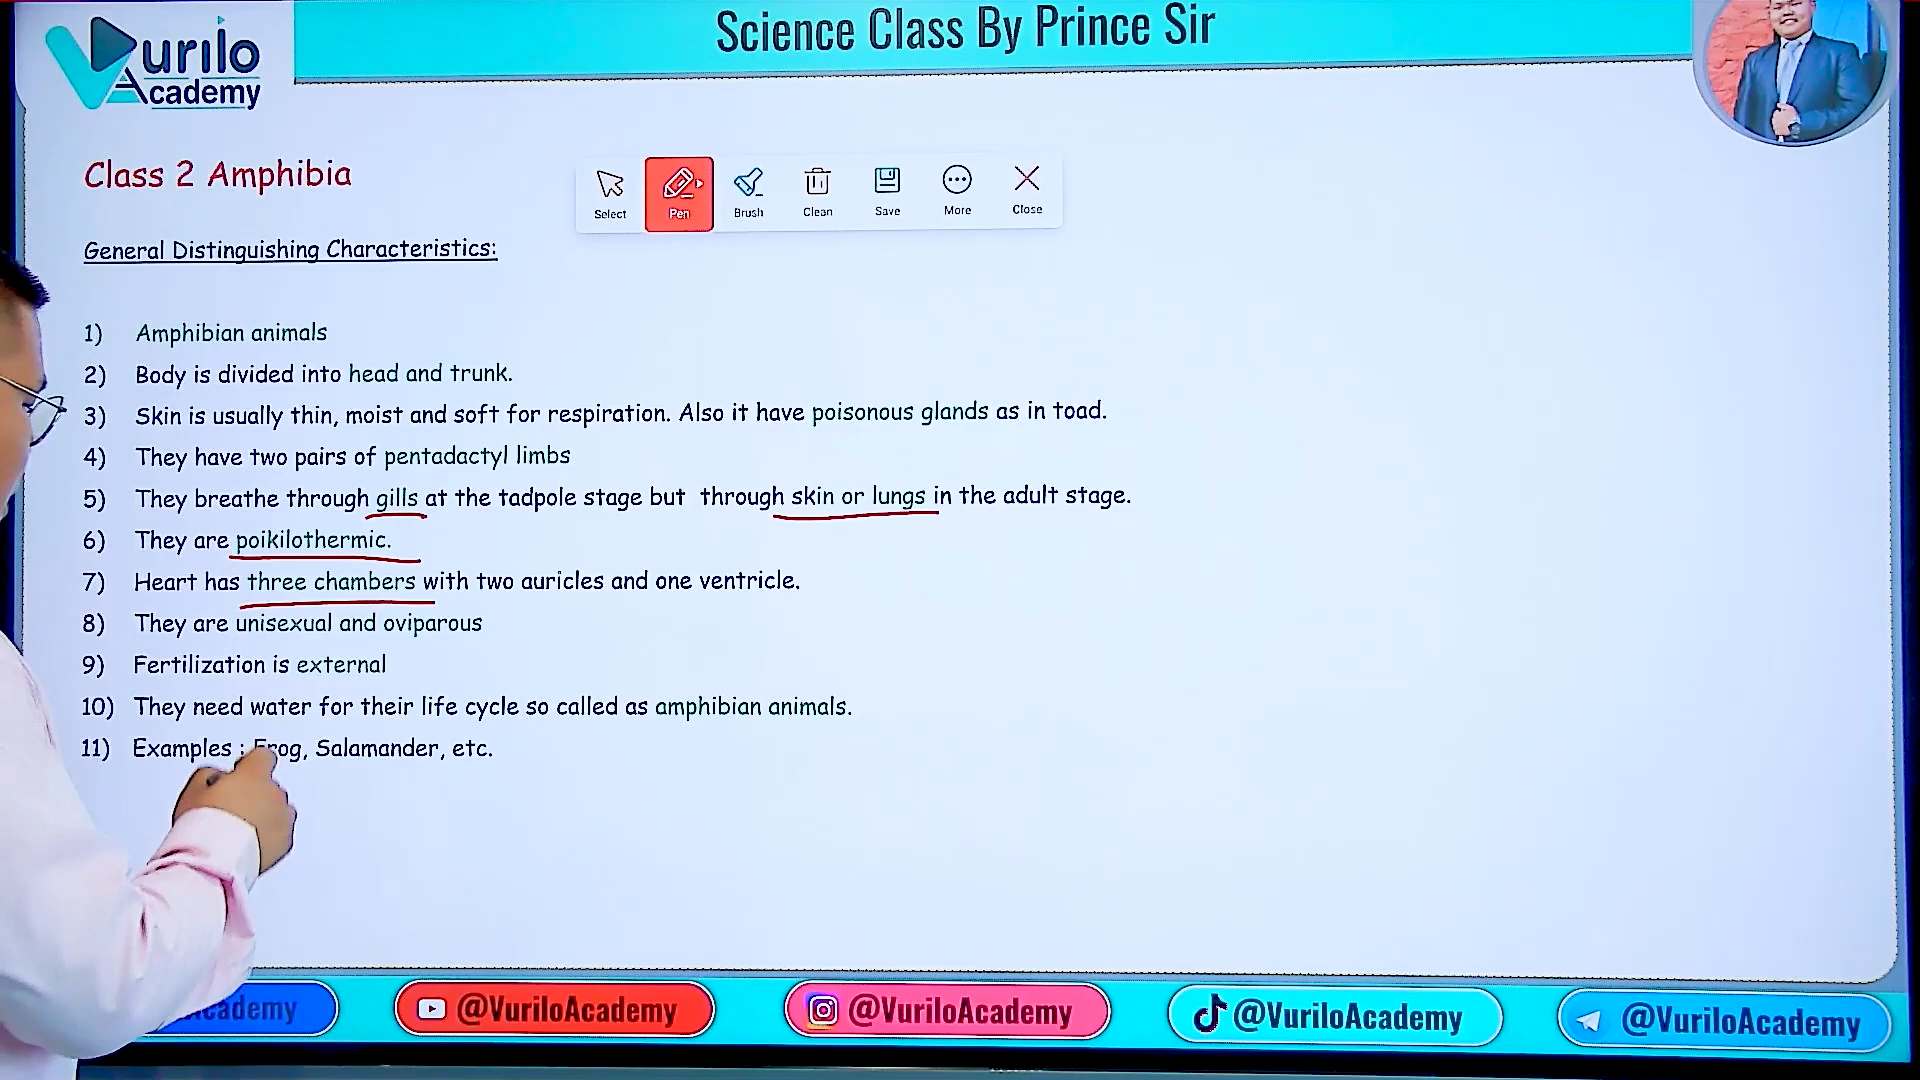 Vurilo
Academy
Science Class By Prince Sir
Class 2 Amphibia
Select
Pen
Brush
Clean
Save
More
Close
General Distinguishing Characteristics:
1) Amphibian animals
2) Body is divided into head and trunk.
3) Skin is usually thin, moist and soft for respiration. Also it have poisonous glands as in toad.
4) They have two pairs of pentadactyl limbs
5) They breathe through gills at the tadpole stage but through skin or lungs in the adult stage.
6) They are poikilothermic.
7) Heart has three chambers with two auricles and one ventricle.
8) They are unisexual and oviparous
9) Fertilization is external
10) They need water for their life cycle so called as amphibian animals.
11) Examples : Frog, Salamander, etc.
cademy
@VuriloAcademy
@VuriloAcademy
@VuriloAcademy
@VuriloAcademy